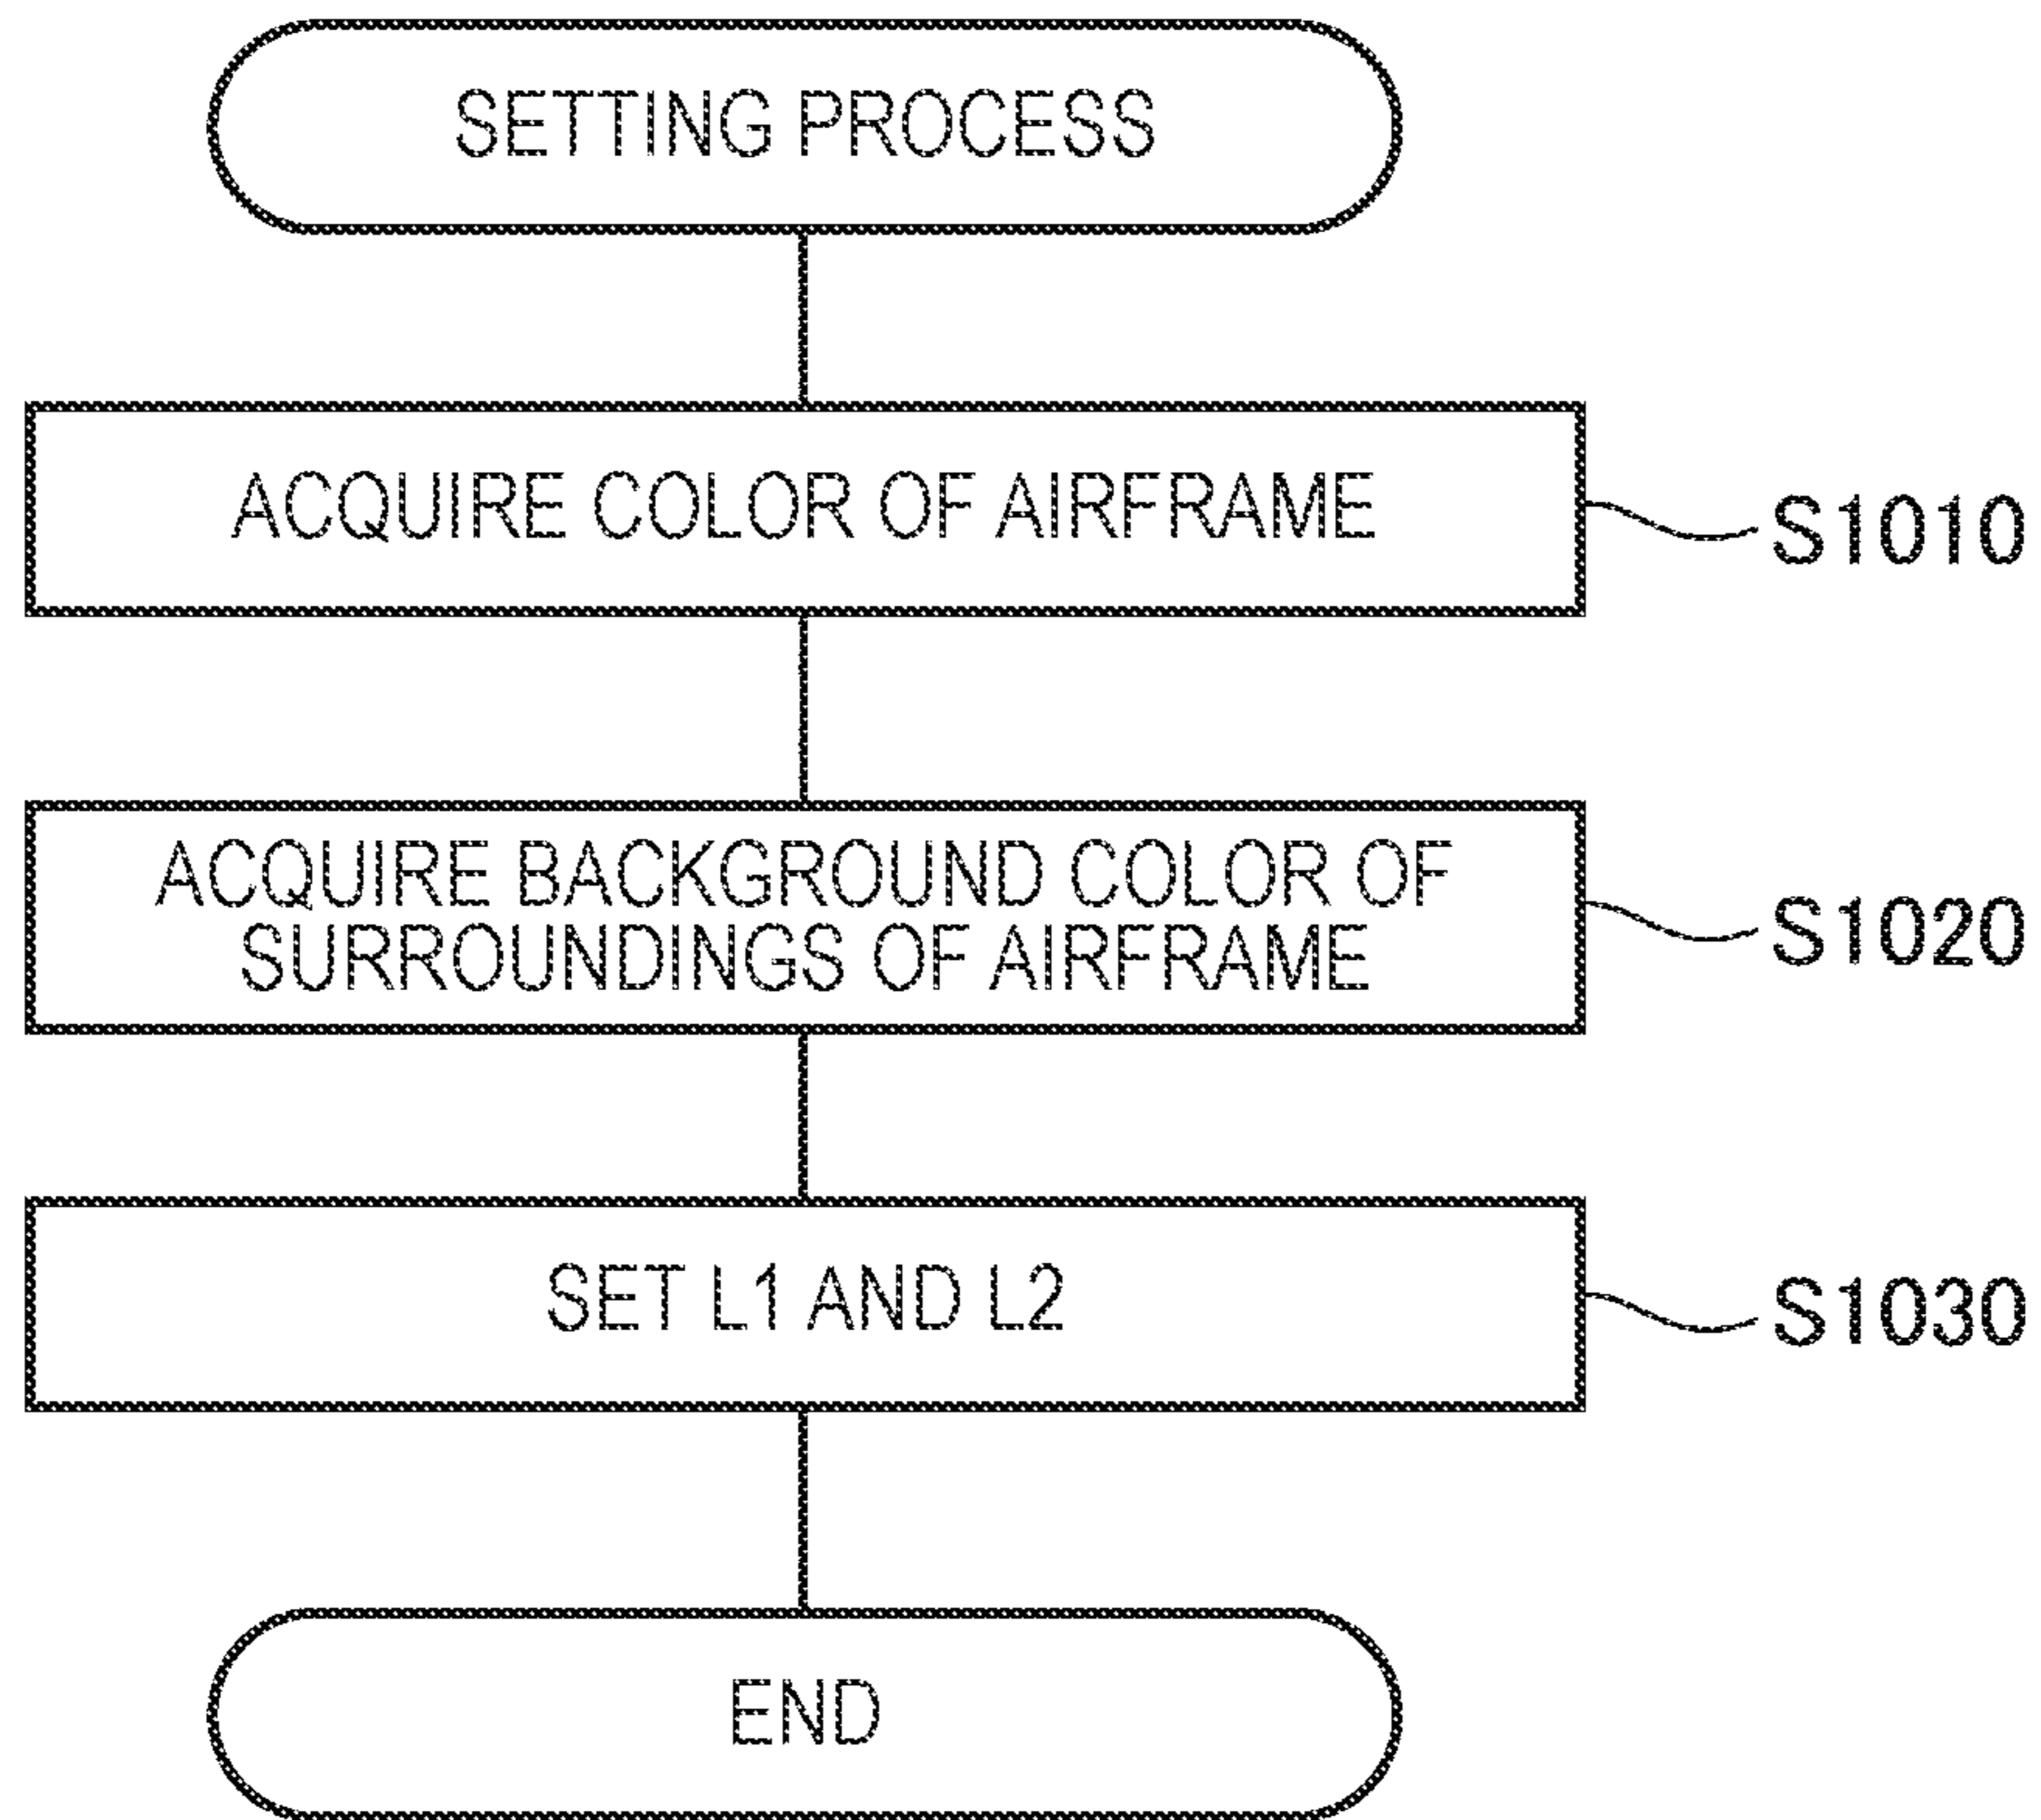 SETTING PROCESS
ACQUIRE COLOR OF AIRFRAME
S1010
ACQUIRE BACKGROUND COLOR OF
SURROUNDINGS OF AIRFRAME
S1020
SET L1 AND L2
S1030
END